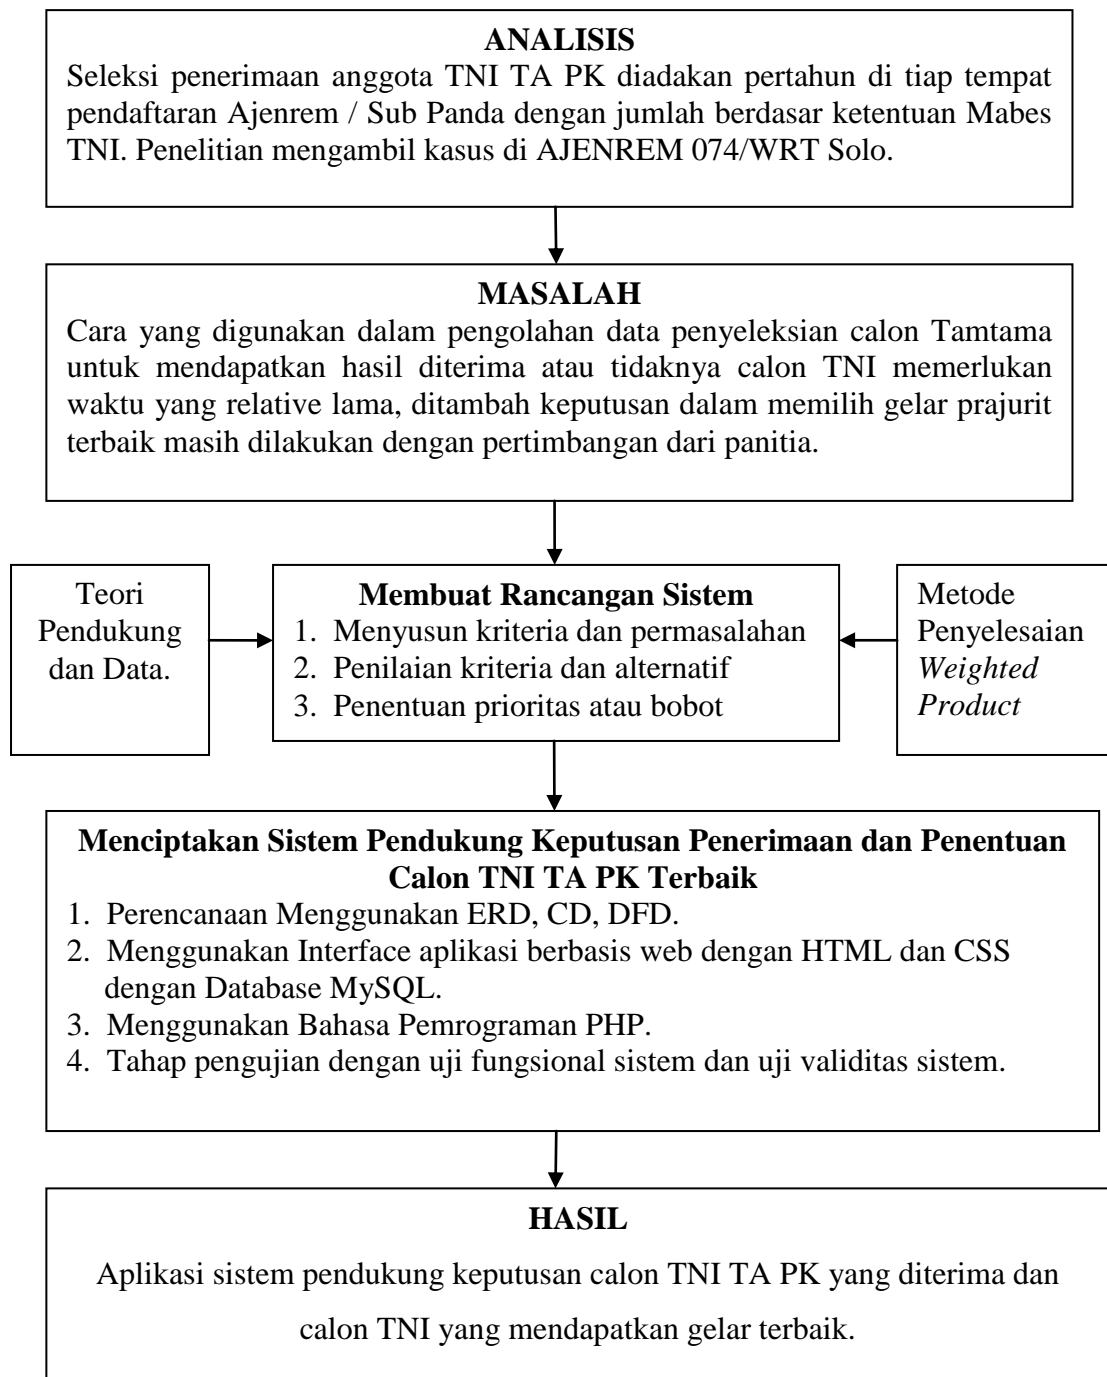 ANALISIS
Seleksi penerimaan anggota TNI TA PK diadakan pertahun di tiap tempat
pendaftaran Ajenrem / Sub Panda dengan jumlah berdasar ketentuan Mabes
TNI. Penelitian mengambil kasus di AJENREM 074/WRT Solo.
MASALAH
Cara yang digunakan dalam pengolahan data penyeleksian calon Tamtama
untuk mendapatkan hasil diterima atau tidaknya calon TNI memerlukan
waktu yang relative lama, ditambah keputusan dalam memilih gelar prajurit
terbaik masih dilakukan dengan pertimbangan dari panitia.
Teori
Pendukung
dan Data.
Membuat Rancangan Sistem
1. Menyusun kriteria dan permasalahan
2. Penilaian kriteria dan alternatif
3. Penentuan prioritas atau bobot
Metode
Penyelesaian
Weighted
Product
Menciptakan Sistem Pendukung Keputusan Penerimaan dan Penentuan
Calon TNI TA PK Terbaik
1. Perencanaan Menggunakan ERD, CD, DFD.
2. Menggunakan Interface aplikasi berbasis web dengan HTML dan CSS
dengan Database MySQL.
3. Menggunakan Bahasa Pemrograman PHP.
4. Tahap pengujian dengan uji fungsional sistem dan uji validitas sistem.
HASIL
Aplikasi sistem pendukung keputusan calon TNI TA PK yang diterima dan
calon TNI yang mendapatkan gelar terbaik.